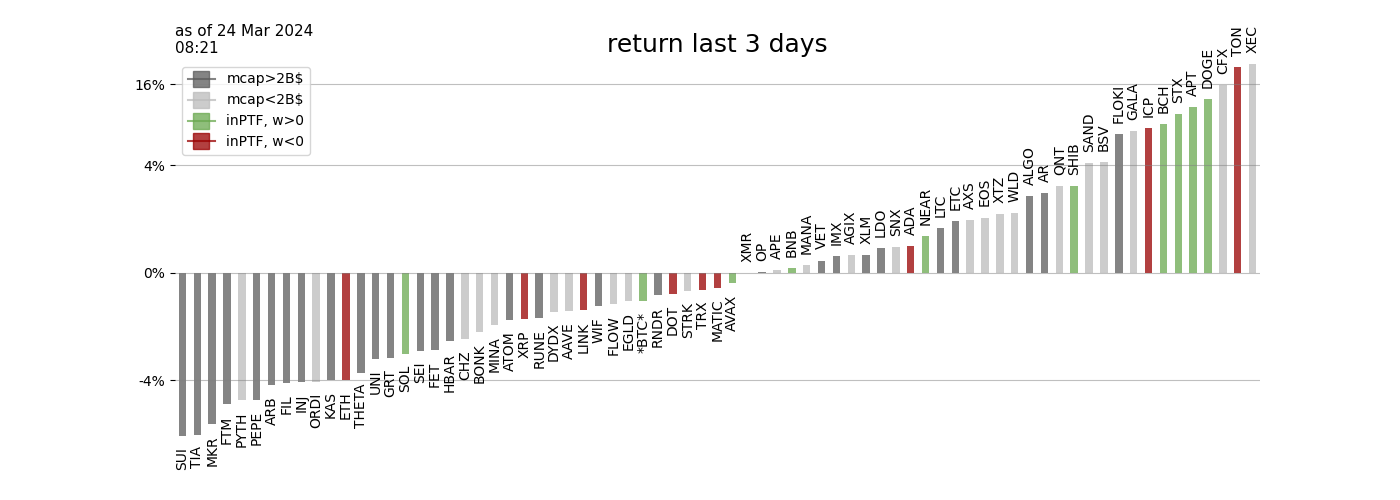 as of 24 Mar 2024
08:21
return last 3 days
mcap>2B$
mcap<2B$
inPTF, w>0
inPTF, w<0
16%
4%
0%
-4%
SUI
TIA
MKR
FTM
PYTH
PEPE
ARB
FIL
INJ
ORDI
KAS
ETH
THETA
UNI
GRT
SOL
SEI
FET
HBAR
CHZ
BONK
MINA
ATOM
XRP
RUNE
DYDX
AAVE
LINK
WIF
FLOW
EGLD
*BTC*
RNDR
DOT
STRK
TRX
MATIC
AVAX
XMR
OP
APE
BNB
MANA
VET
IMX
AGIX
XLM
LDO
SNX
ADA
NEAR
LTC
ETC
AXS
EOS
XTZ
WLD
ALGO
AR
QNT
SHIB
SAND
BSV
FLOKI
GALA
ICP
BCH
STX
APT
DOGE
CFX
TON
XEC